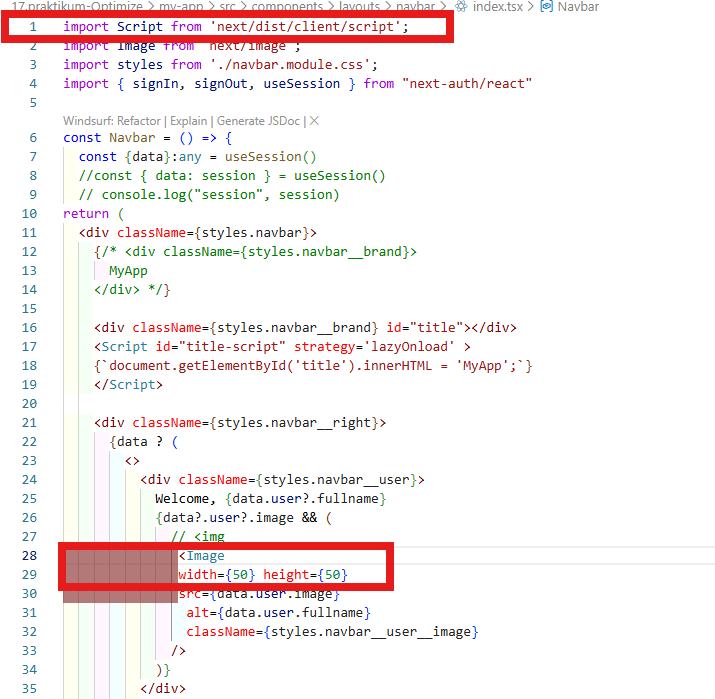 17.praktikum-Optimize > my-app > src > components > layouts > navbar > index.tsx > Navbar
1 import Script from 'next/dist/client/script';
2 import Image from 'next/image';
3 import styles from './navbar.module.css';
4 import { signIn, signOut, useSession } from "next-auth/react"
5
Windsurf: Refactor | Explain | Generate JSDoc | X
6 const Navbar = () => {
7 const {data}:any = useSession()
8 //const { data: session } = useSession()
9 // console.log("session", session)
10 return (
11 <div className={styles.navbar}>
12 {/* <div className={styles.navbar__brand}>
13 MyApp
14 </div> */}
15
16 <div className={styles.navbar__brand} id="title"></div>
17 <Script id="title-script" strategy='lazyOnload' >
18 {`document.getElementById('title').innerHTML = 'MyApp';`}
19 </Script>
20
21 <div className={styles.navbar__right}>
22 {data ? (
23 <>
24 <div className={styles.navbar__user}>
25 Welcome, {data.user?.fullname}
26 {data?.user?.image && (
27 // <img
28 <Image
29 width={50} height={50}
30 src={data.user.image}
31 alt={data.user.fullname}
32 className={styles.navbar__user__image}
33 />
34 )}
35 </div>